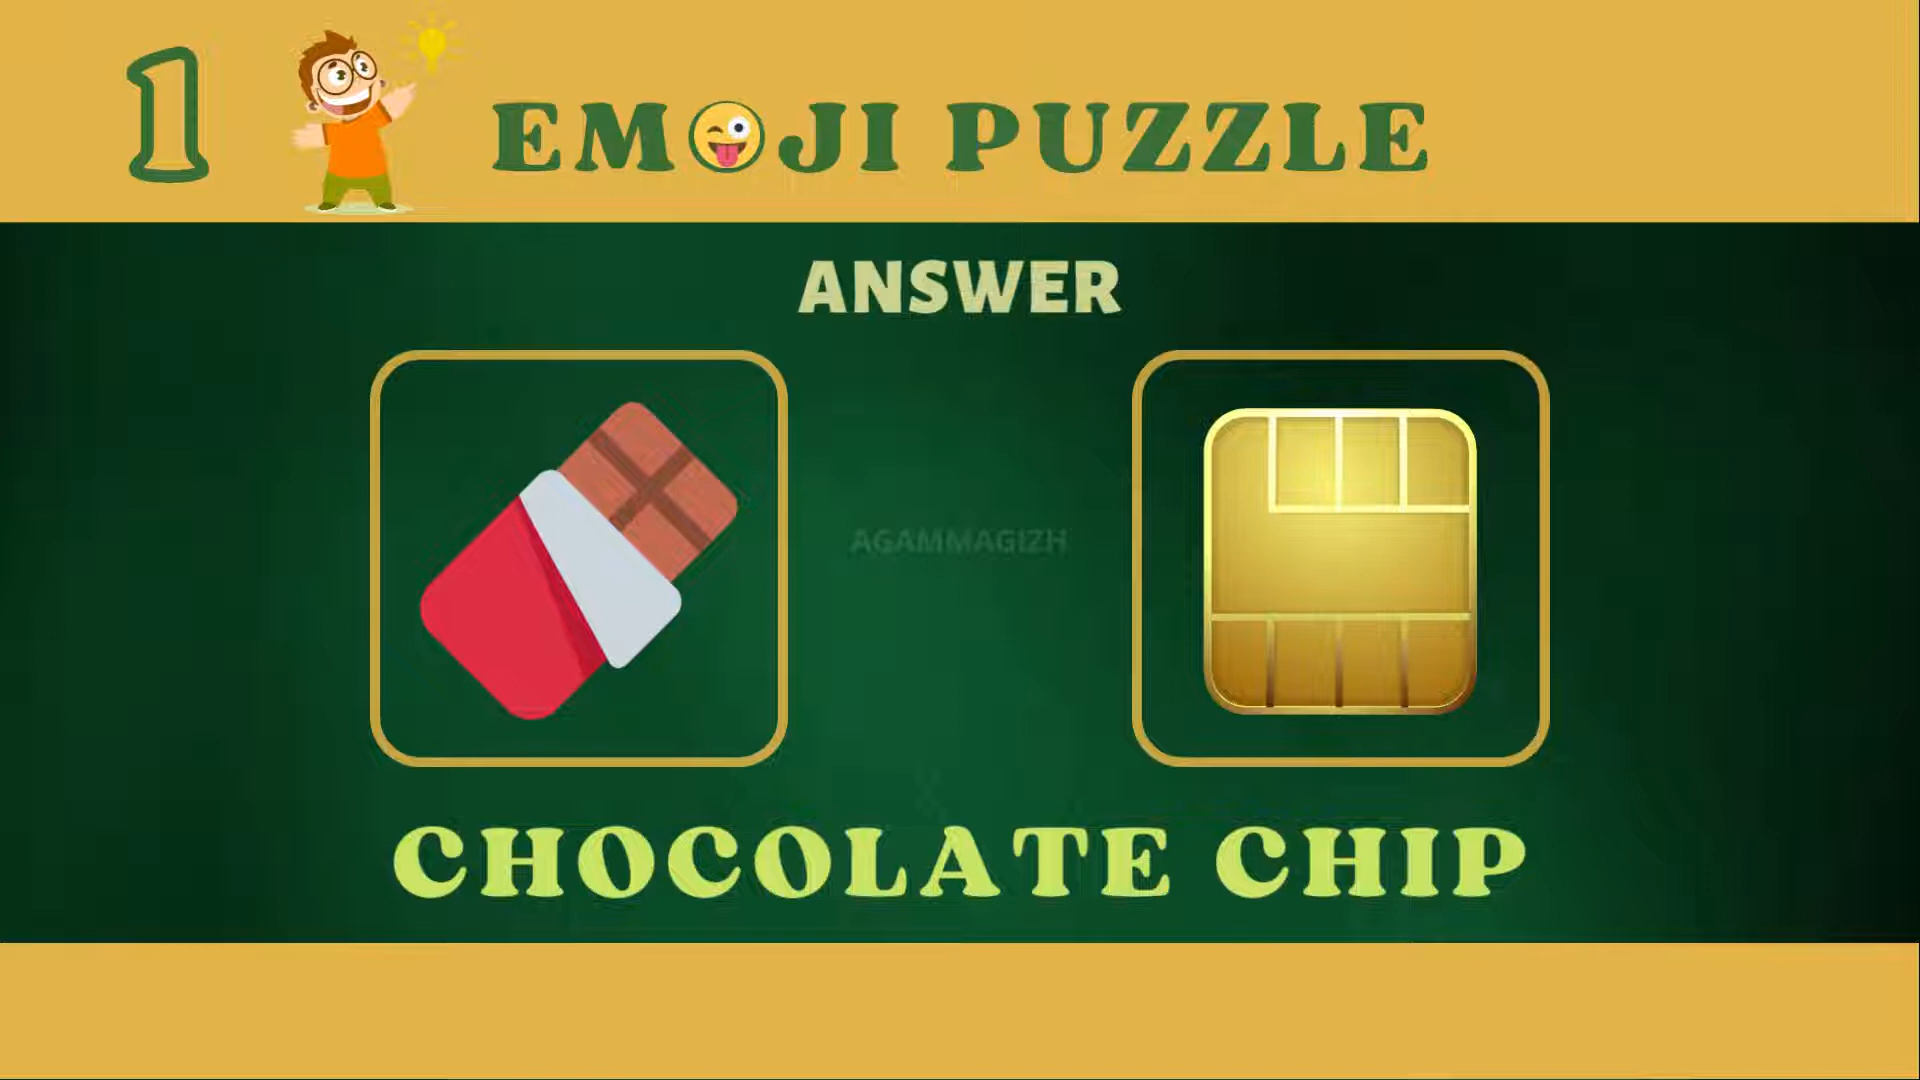 1
EMOJI PUZZLE
ANSWER
AGAMMAGIZH
CHOCOLATE CHIP